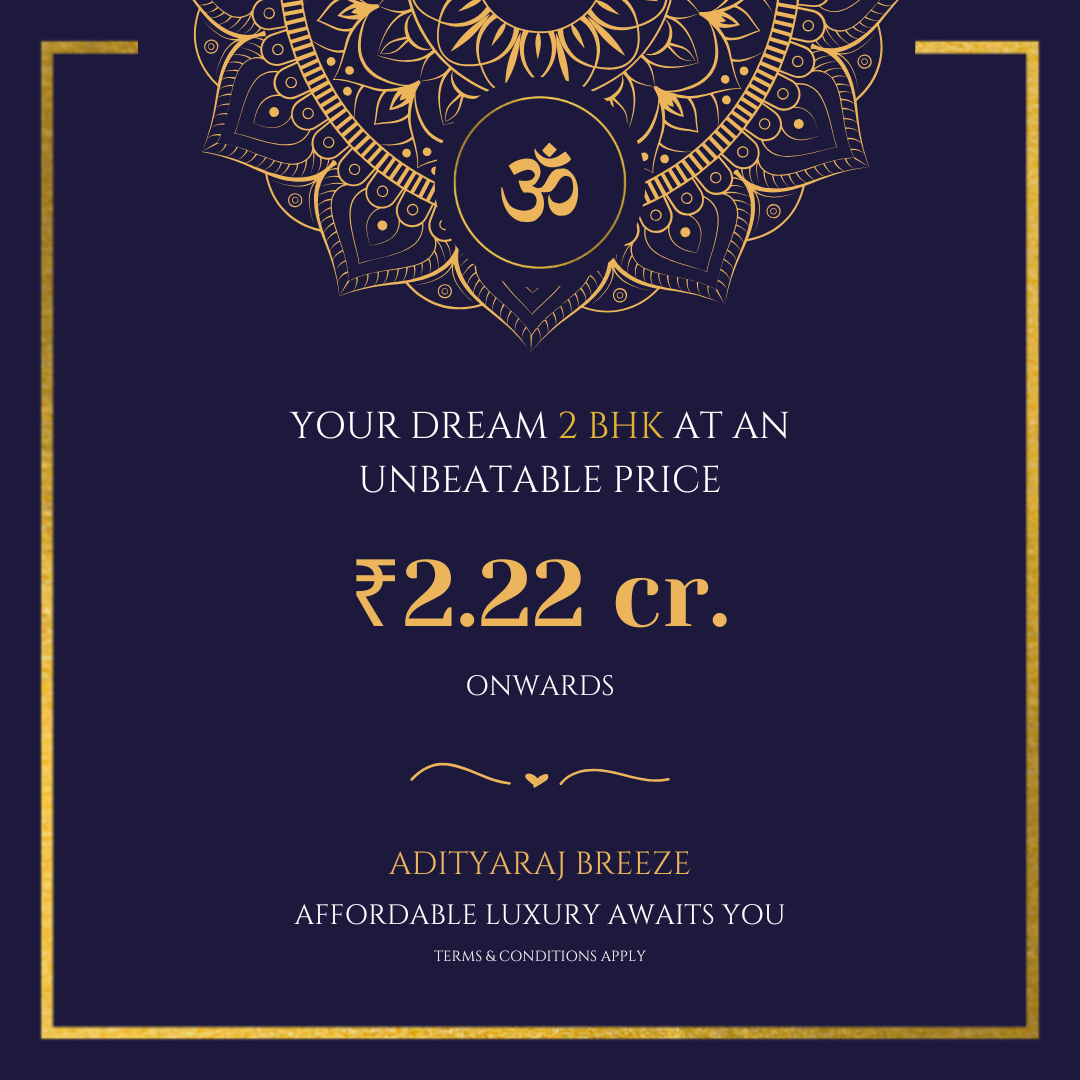 ॐ
YOUR DREAM 2 BHK AT AN
UNBEATABLE PRICE
₹2.22 cr.
ONWARDS
ADITYARAJ BREEZE
AFFORDABLE LUXURY AWAITS YOU
TERMS & CONDITIONS APPLY